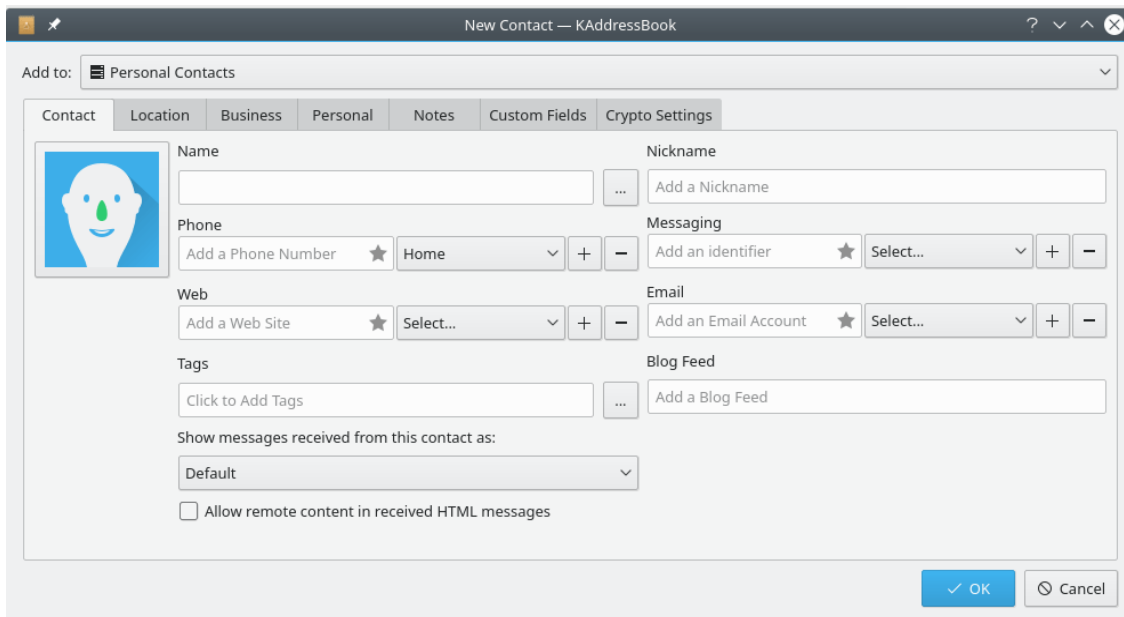 New Contact — KAddressBook
Add to: Personal Contacts
Contact Location Business Personal Notes Custom Fields Crypto Settings
Name Nickname
... Add a Nickname
Phone Messaging
Add a Phone Number Home Add an identifier Select...
Web Email
Add a Web Site Select... Add an Email Account Select...
Tags Blog Feed
Click to Add Tags ... Add a Blog Feed
Show messages received from this contact as:
Default
Allow remote content in received HTML messages
OK Cancel